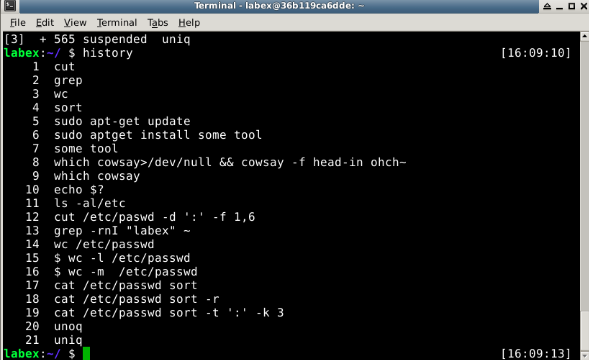 Terminal - labex@36b119ca6dde: ~
File Edit View Terminal Tabs Help
[3]  + 565 suspended  uniq
labex:~/ $ history [16:09:10]
1  cut
2  grep
3  wc
4  sort
5  sudo apt-get update
6  sudo aptget install some tool
7  some tool
8  which cowsay>/dev/null && cowsay -f head-in ohch~
9  which cowsay
10  echo $?
11  ls -al/etc
12  cut /etc/paswd -d ':' -f 1,6
13  grep -rnI "labex" ~
14  wc /etc/passwd
15  $ wc -l /etc/passwd
16  $ wc -m  /etc/passwd
17  cat /etc/passwd sort
18  cat /etc/passwd sort -r
19  cat /etc/passwd sort -t ':' -k 3
20  unoq
21  uniq
labex:~/ $ [16:09:13]